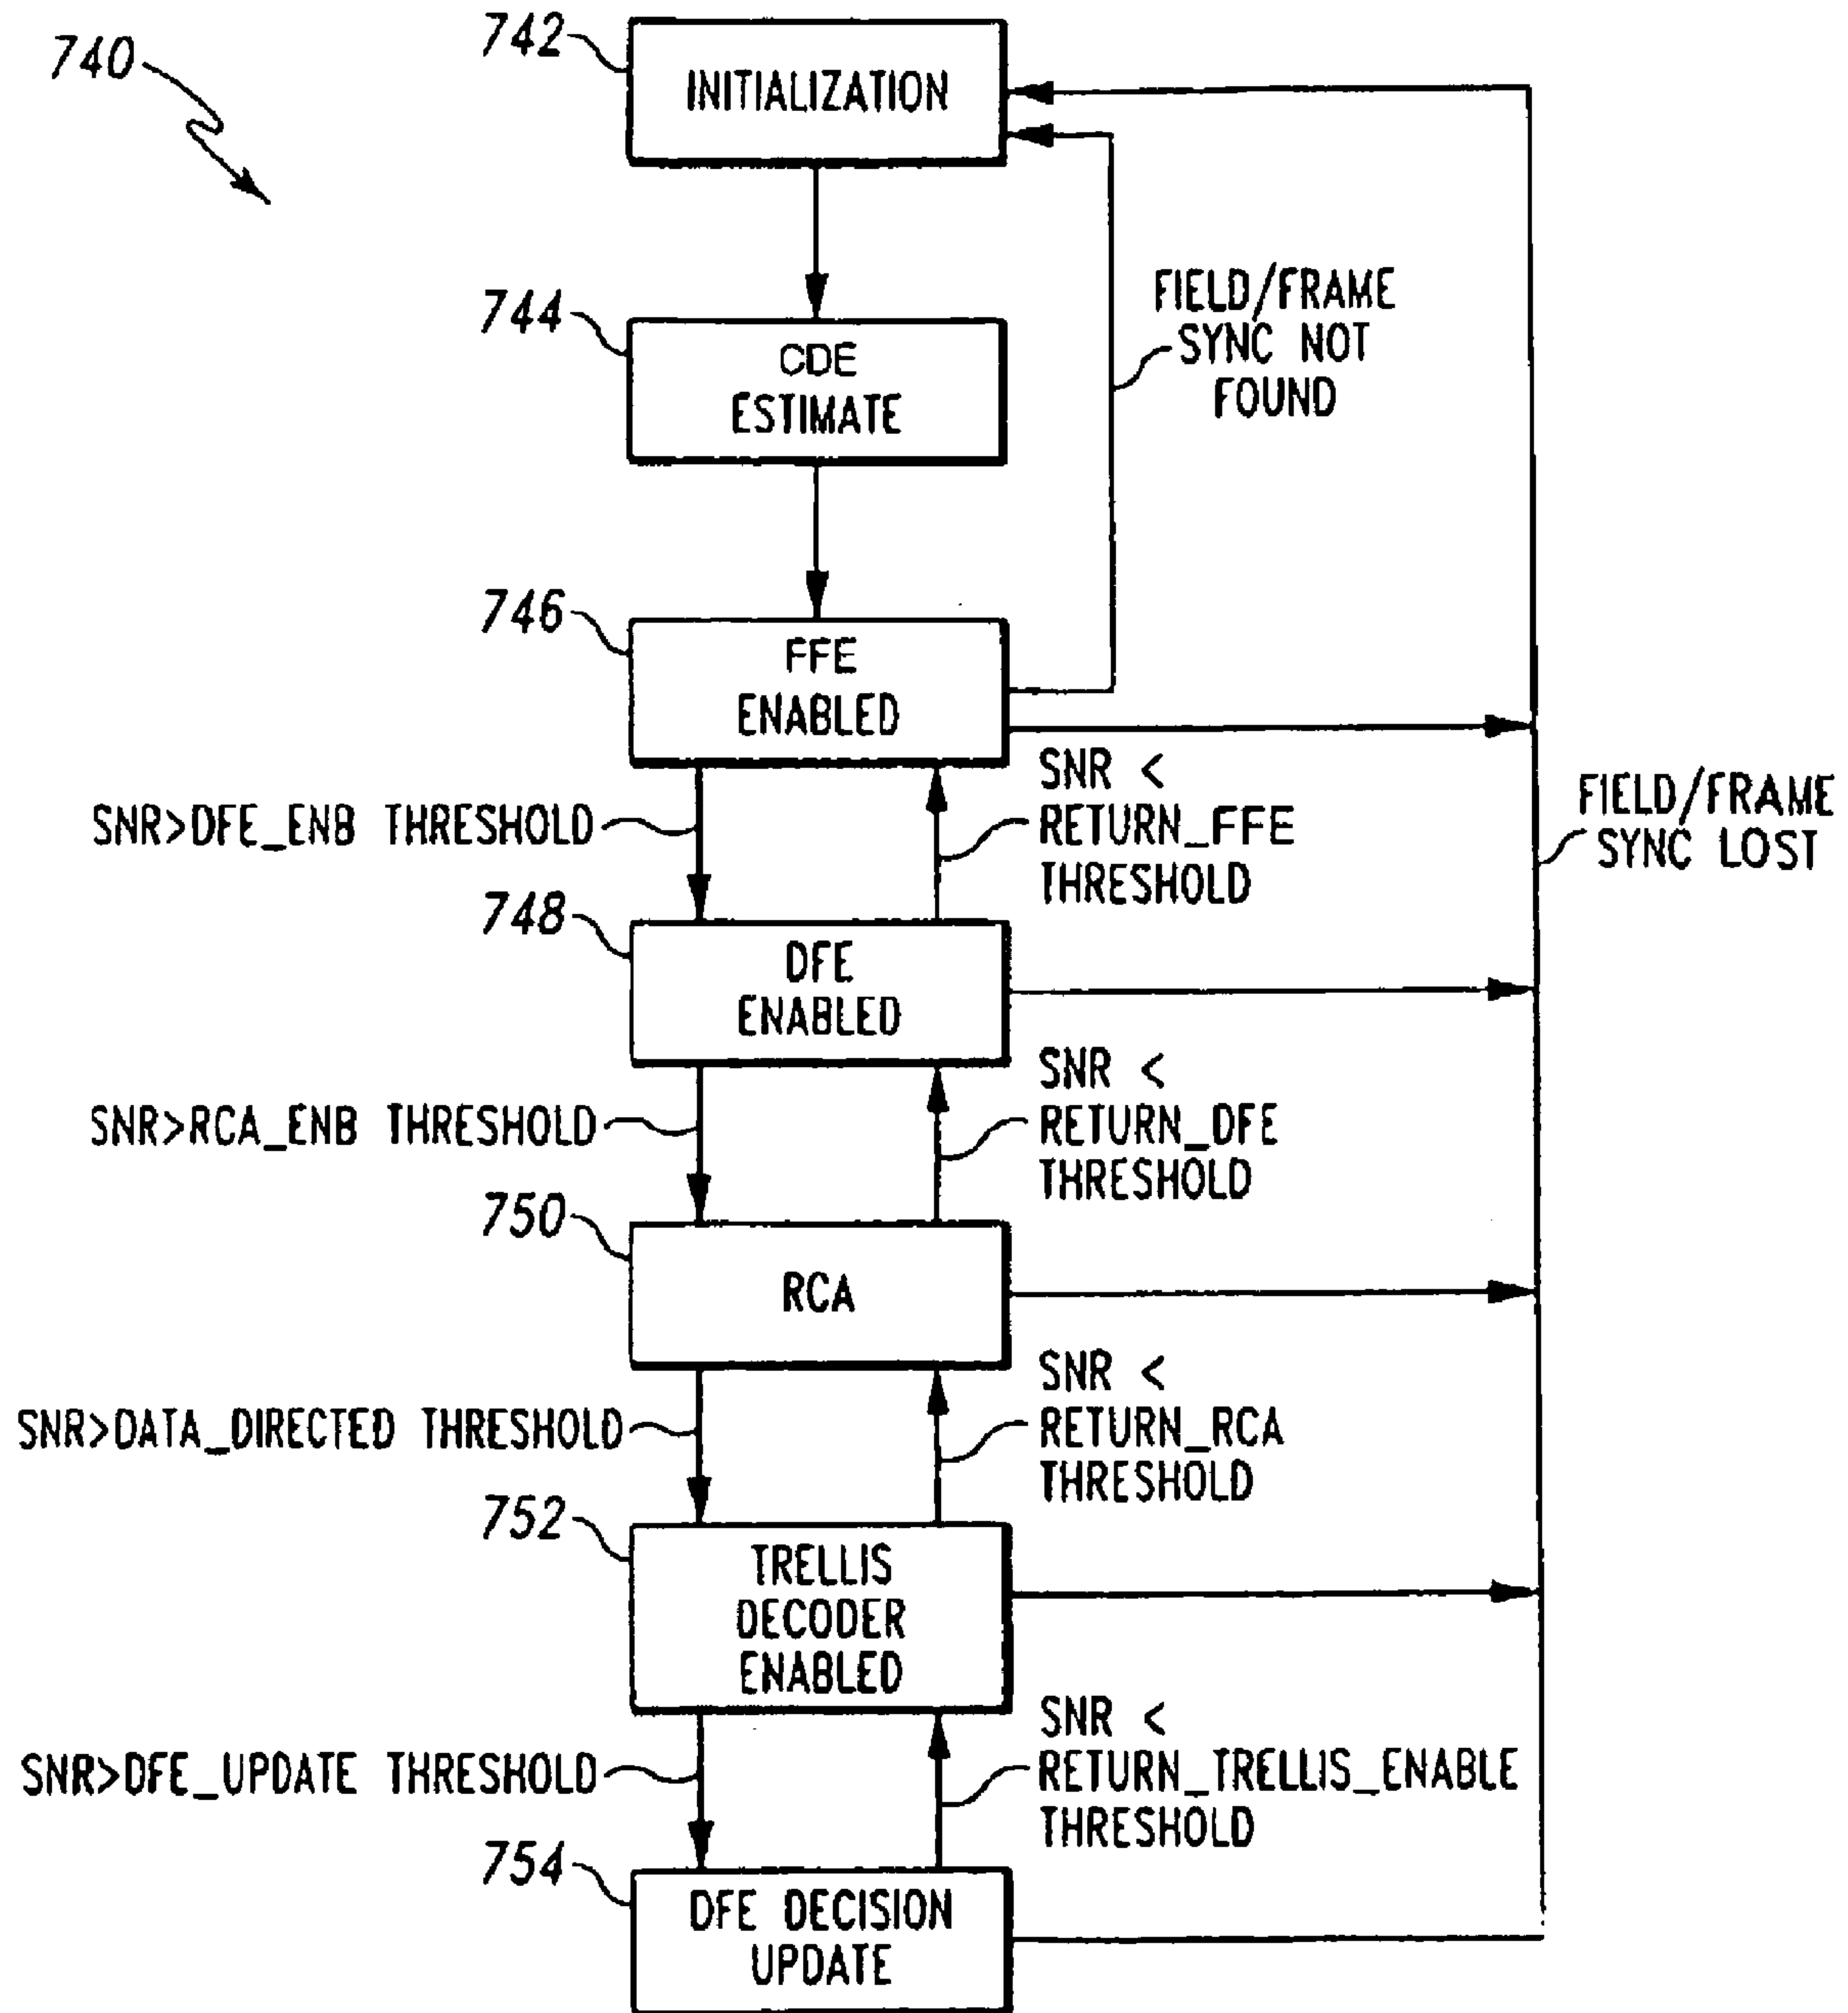 740
742
INITIALIZATION
744
CDE
ESTIMATE
FIELD/FRAME
SYNC NOT
FOUND
746
FFE
ENABLED
SNR>DFE_ENB THRESHOLD
SNR <
RETURN_FFE
THRESHOLD
FIELD/FRAME
SYNC LOST
748
DFE
ENABLED
SNR>RCA_ENB THRESHOLD
SNR <
RETURN_DFE
THRESHOLD
750
RCA
SNR>DATA_DIRECTED THRESHOLD
SNR <
RETURN_RCA
THRESHOLD
752
TRELLIS
DECODER
ENABLED
SNR>DFE_UPDATE THRESHOLD
SNR <
RETURN_TRELLIS_ENABLE
THRESHOLD
754
DFE DECISION
UPDATE